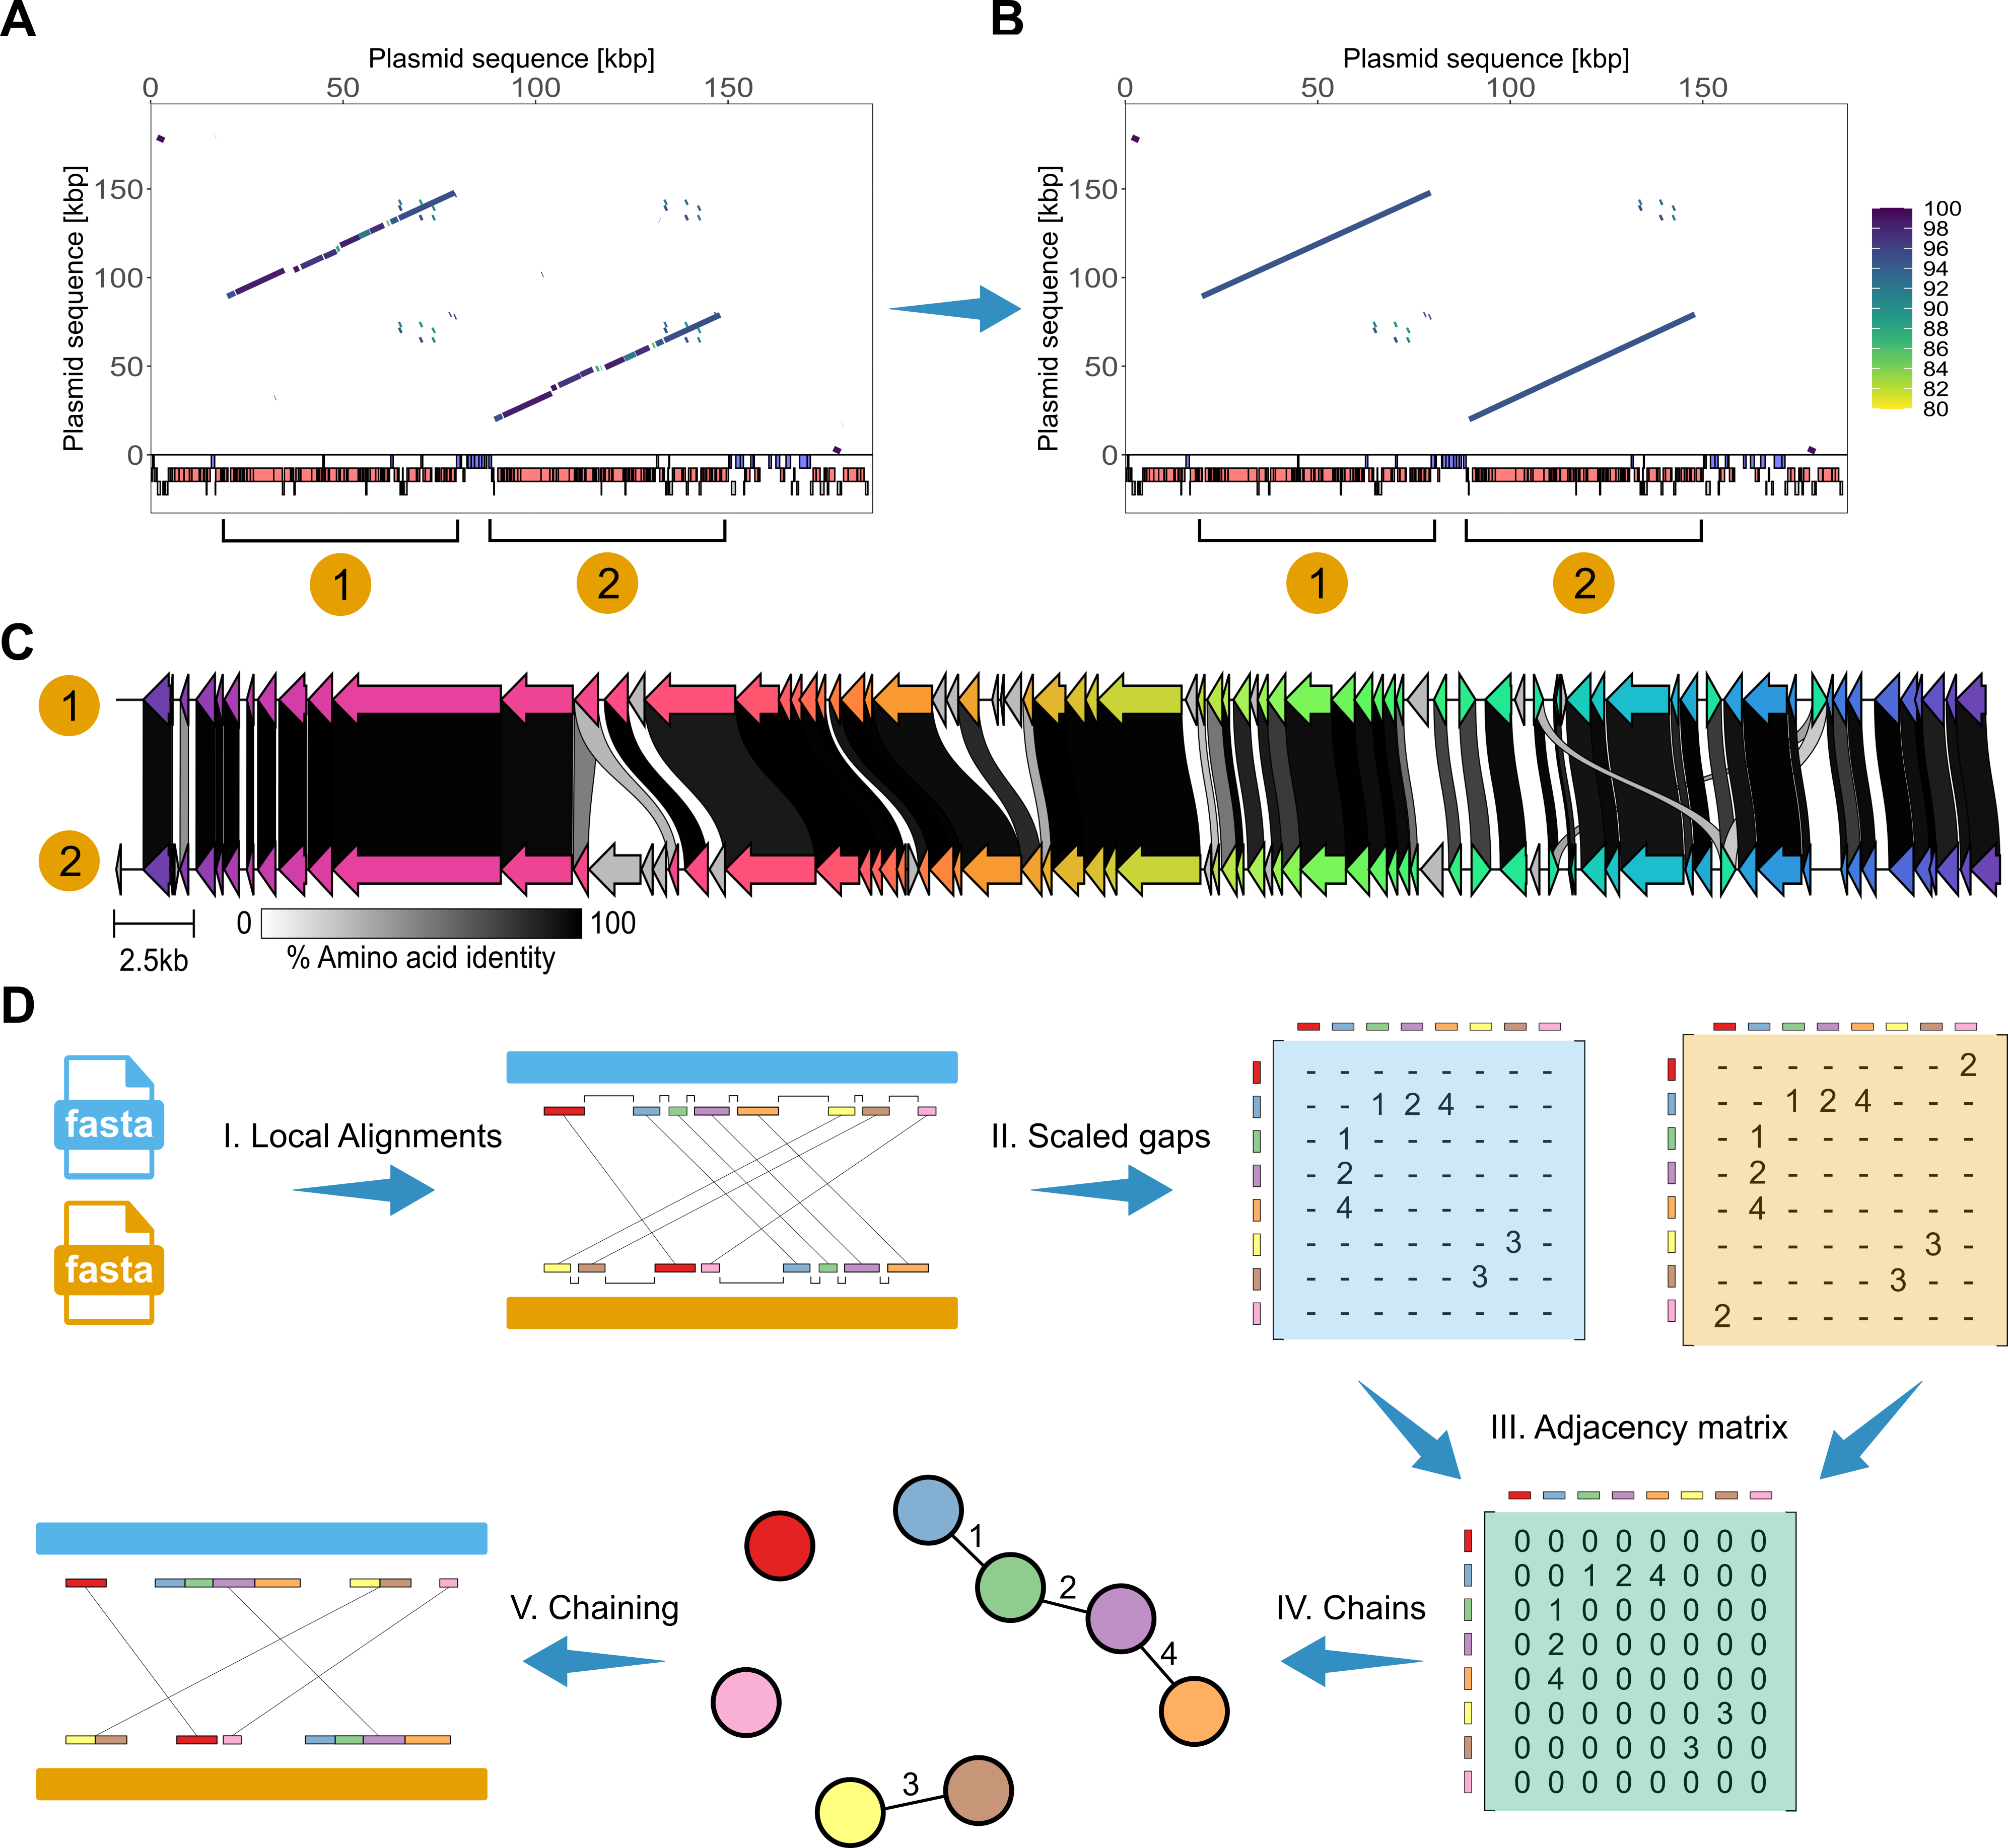 A
B
Plasmid sequence [kbp]
Plasmid sequence [kbp]
0 50 100 150
0 50 100 150
Plasmid sequence [kbp]
150
100
50
0
Plasmid sequence [kbp]
150
100
50
0
100
98
96
94
92
90
88
86
84
82
80
1
2
1
2
C
1
2
2.5kb
0
100
% Amino acid identity
D
fasta
fasta
I. Local Alignments
II. Scaled gaps
- - - - - - - -
- - 1 2 4 - - -
- 1 - - - - - -
- 2 - - - - - -
- 4 - - - - - -
- - - - - - 3 -
- - - - - 3 - -
- - - - - - - -
- - - - - - - 2
- - 1 2 4 - - -
- 1 - - - - - -
- 2 - - - - - -
- 4 - - - - - -
- - - - - - 3 -
- - - - - 3 - -
2 - - - - - - -
III. Adjacency matrix
0 0 0 0 0 0 0 0
0 0 1 2 4 0 0 0
0 1 0 0 0 0 0 0
0 2 0 0 0 0 0 0
0 4 0 0 0 0 0 0
0 0 0 0 0 0 3 0
0 0 0 0 0 3 0 0
0 0 0 0 0 0 0 0
IV. Chains
1
2
4
3
V. Chaining